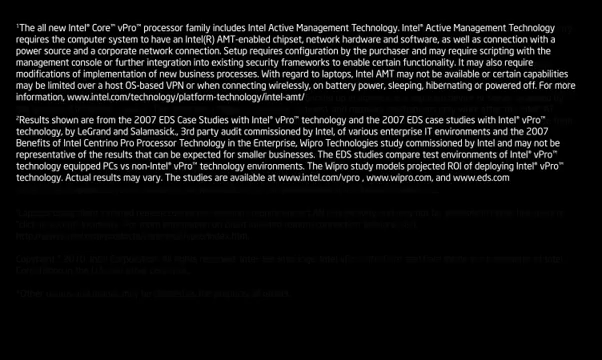 ¹The all new Intel® Core™ vPro™ processor family includes Intel Active Management Technology. Intel® Active Management Technology
requires the computer system to have an Intel(R) AMT-enabled chipset, network hardware and software, as well as connection with a
power source and a corporate network connection. Setup requires configuration by the purchaser and may require scripting with the
management console or further integration into existing security frameworks to enable certain functionality. It may also require
modifications of implementation of new business processes. With regard to laptops, Intel AMT may not be available or certain capabilities
may be limited over a host OS-based VPN or when connecting wirelessly, on battery power, sleeping, hibernating or powered off. For more
information, www.intel.com/technology/platform-technology/intel-amt/
²Results shown are from the 2007 EDS Case Studies with Intel® vPro™ technology and the 2007 EDS case studies with Intel® vPro™
technology, by LeGrand and Salamasick., 3rd party audit commissioned by Intel, of various enterprise IT environments and the 2007
Benefits of Intel Centrino Pro Processor Technology in the Enterprise, Wipro Technologies study commissioned by Intel and may not be
representative of the results that can be expected for smaller businesses. The EDS studies compare test environments of Intel® vPro™
technology equipped PCs vs non-Intel® vPro™ technology environments. The Wipro study models projected ROI of deploying Intel® vPro™
technology. Actual results may vary. The studies are available at www.intel.com/vpro , www.wipro.com, and www.eds.com